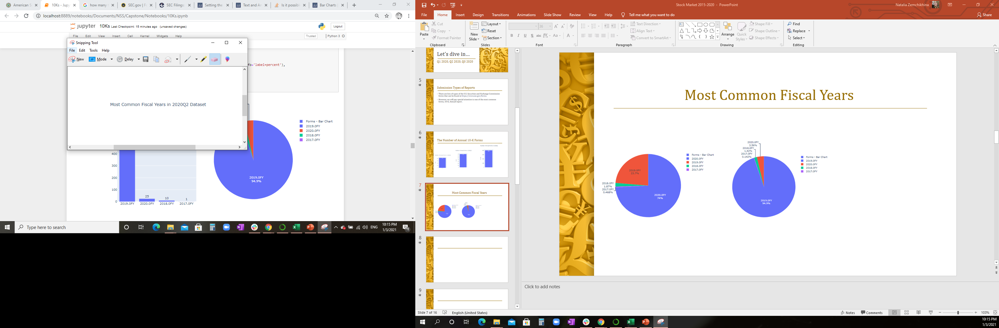 American S
10Ks - Jupy
how many
SEC.gov | F
SEC Filings
Setting the
Text and A
Is it possibl
Bar Charts |
localhost:8889/notebooks/Documents/NSS/Capstone/Notebooks/10Ks.ipynb
jupyter 10Ks Last Checkpoint: 15 minutes ago (unsaved changes)
Logout
File Edit View Insert Cell Kernel Widgets Help
Trusted
Python 3
Snipping Tool
File Edit Tools Help
New Mode Delay
fo='label+percent'),
Most Common Fiscal Years in 2020Q2 Dataset
Forms - Bar Chart
2019.0FY
2020.0FY
2018.0FY
2017.0FY
400
300
200
100
0
25
10
1
2019.0FY 2020.0FY 2018.0FY 2017.0FY
2019.0FY
94.9%
Type here to search
ENG
10:15 PM
1/3/2021
11
Stock Market 2015-2020 - PowerPoint
Natalia Zemchikhina
File Home Insert Design Transitions Animations Slide Show Review View Help Tell me what you want to do
Share
Paste
Cut
Copy
Format Painter
Clipboard
New
Slide
Layout
Reset
Section
Slides
36
B I U S abc AV Aa A
Font
Text Direction
Align Text
Convert to SmartArt
Paragraph
Arrange
Quick
Styles
Shape Fill
Shape Outline
Shape Effects
Drawing
Find
Replace
Select
Editing
Let's dive in...
Q1 2020, Q2 2020, Q3 2020
5
Submission Types of Reports
There are lots of types of the U.S. Securities and Exchange Commission
forms that can be found at https://www.sec.gov/forms.
However, we will pay special attention to one of the most common
forms, 10-K, Annual report.
6
The Number of Annual 10-K Forms
7
Most Common Fiscal Years
8
9
Most Common Fiscal Years
2019.0FY
23.7%
2018.0FY
1.87%
2017.0FY
0.468%
2020.0FY
74%
Forms - Bar Chart
2020.0FY
2019.0FY
2018.0FY
2017.0FY
2020.0FY
3.56%
2018.0FY
1.42%
2017.0FY
0.142%
2019.0FY
94.9%
Forms - Bar Chart
2019.0FY
2020.0FY
2018.0FY
2017.0FY
Click to add notes
Slide 7 of 16
English (United States)
Notes
Comments
103%
10:15 PM
1/3/2021